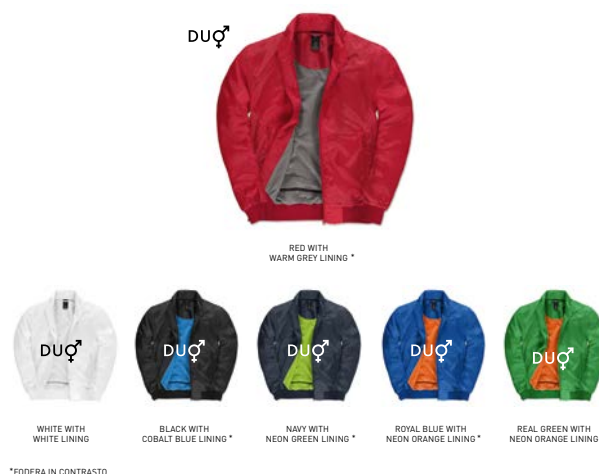 DUO
RED WITH
WARM GREY LINING *
DUO
DUO
DUO
DUO
DUO
WHITE WITH
WHITE LINING
BLACK WITH
COBALT BLUE LINING *
NAVY WITH
NEON GREEN LINING *
ROYAL BLUE WITH
NEON ORANGE LINING *
REAL GREEN WITH
NEON ORANGE LINING
*FODERA IN CONTRASTO